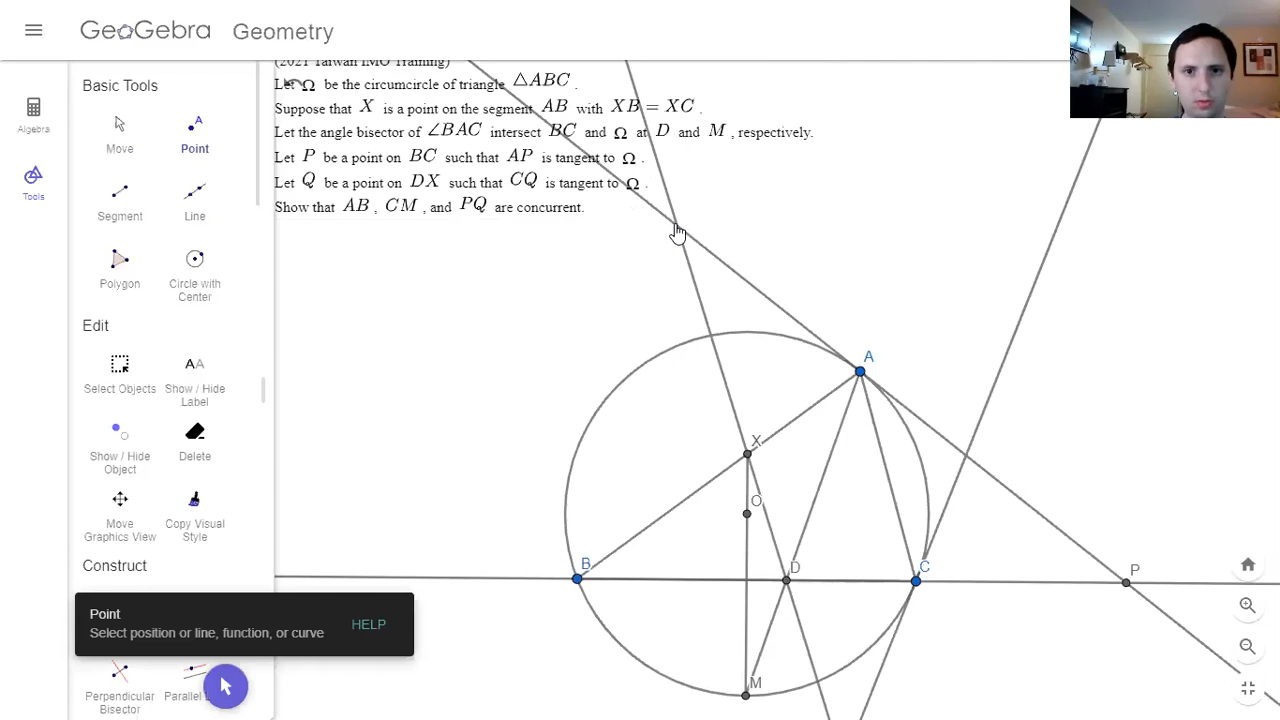 GeoGebra Geometry
Basic Tools
Move
Point
Segment
Line
Polygon
Circle with
Center
Edit
Select Objects
Show / Hide
Label
Show / Hide
Object
Delete
Move
Graphics View
Copy Visual
Style
Construct
Perpendicular
Bisector
Parallel
Algebra
Tools
Point
Select position or line, function, or curve
HELP
(2021 Taiwan IMO Training)
Let Ω be the circumcircle of triangle △ABC .
Suppose that X is a point on the segment AB with XB = XC .
Let the angle bisector of ∠BAC intersect BC and Ω at D and M , respectively.
Let P be a point on BC such that AP is tangent to Ω .
Let Q be a point on DX such that CQ is tangent to Ω .
Show that AB , CM , and PQ are concurrent.
A
X
O
B
D
C
P
M